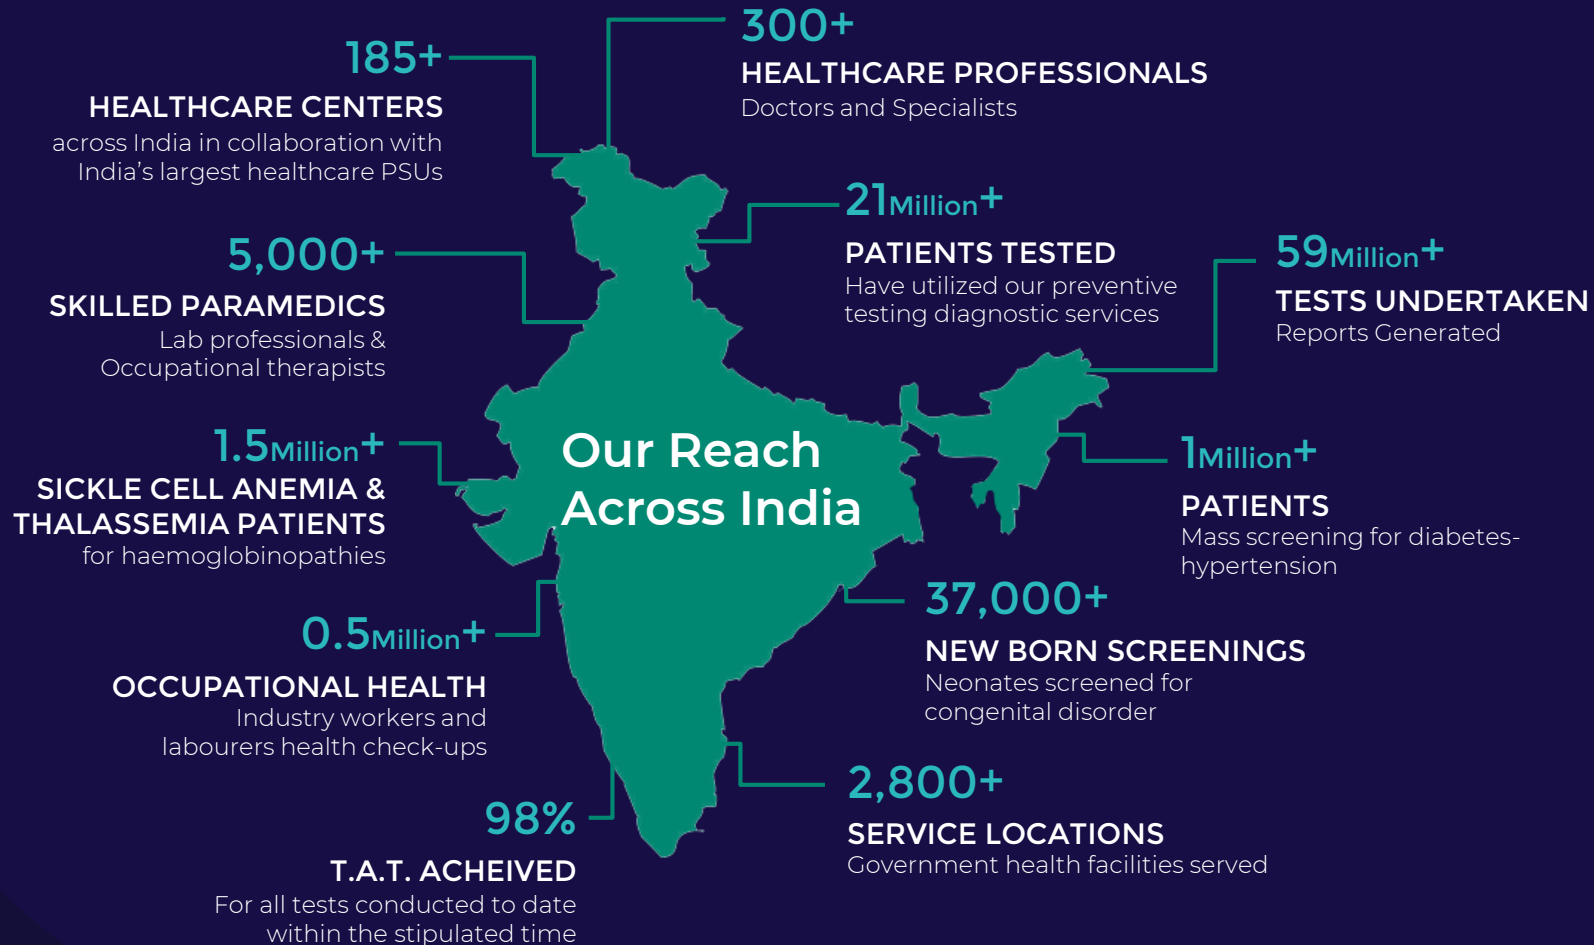 185+
HEALTHCARE CENTERS
across India in collaboration with
India's largest healthcare PSUs
300+
HEALTHCARE PROFESSIONALS
Doctors and Specialists
5,000+
SKILLED PARAMEDICS
Lab professionals &
Occupational therapists
21Million+
PATIENTS TESTED
Have utilized our preventive
testing diagnostic services
59Million+
TESTS UNDERTAKEN
Reports Generated
1.5Million+
SICKLE CELL ANEMIA &
THALASSEMIA PATIENTS
for haemoglobinopathies
Our Reach
Across India
1Million+
PATIENTS
Mass screening for diabetes-
hypertension
0.5Million+
OCCUPATIONAL HEALTH
Industry workers and
labourers health check-ups
37,000+
NEW BORN SCREENINGS
Neonates screened for
congenital disorder
98%
T.A.T. ACHEIVED
For all tests conducted to date
within the stipulated time
2,800+
SERVICE LOCATIONS
Government health facilities served